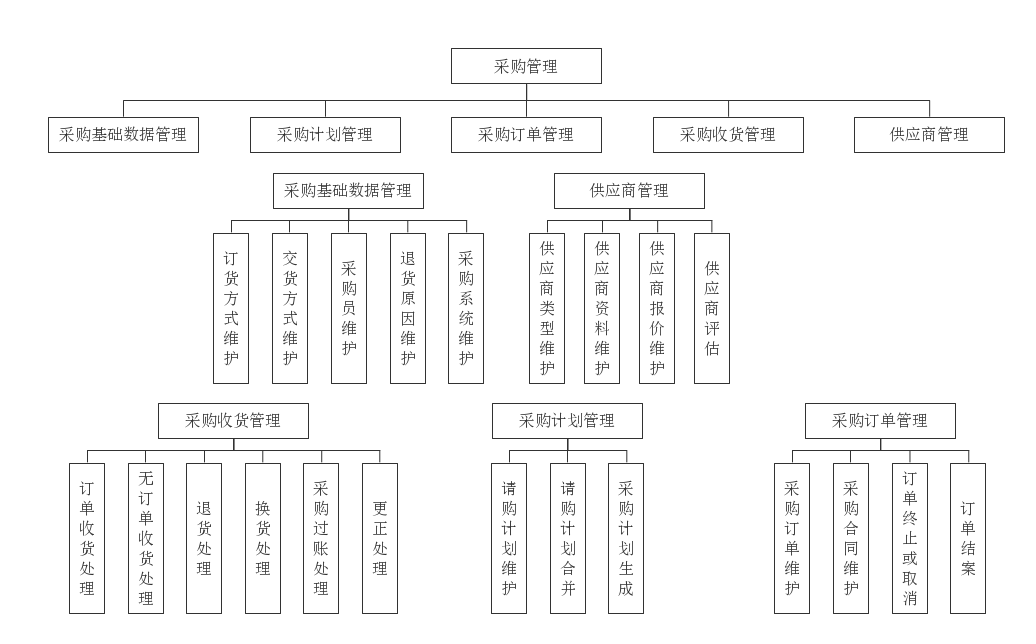 采购管理
采购基础数据管理
采购计划管理
采购订单管理
采购收货管理
供应商管理
采购基础数据管理
供应商管理
订货方式维护
交货方式维护
采购员维护
退货原因维护
采购系统维护
供应商类型维护
供应商资料维护
供应商报价维护
供应商评估
采购收货管理
采购计划管理
采购订单管理
订单收货处理
无订单收货处理
退货处理
换货处理
采购过账处理
更正处理
请购计划维护
请购计划合并
采购计划生成
采购订单维护
采购合同维护
订单终止或取消
订单结案